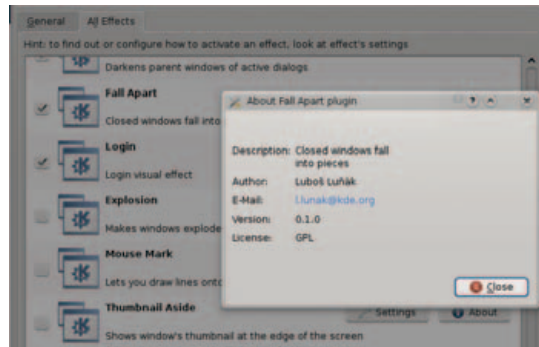 General All Effects
Hint: to find out or configure how to activate an effect, look at effect's settings
Darkens parent windows of active dialogs
Fall Apart
Closed windows fall into
Login
Login visual effect
Explosion
Makes windows explode
Mouse Mark
Lets you draw lines onto
Thumbnail Aside
Settings About
Shows window's thumbnail at the edge of the screen
About Fall Apart plugin
Description: Closed windows fall
into pieces
Author: Luboš Luňák
E-Mail: l.lunak@kde.org
Version: 0.1.0
License: GPL
Close